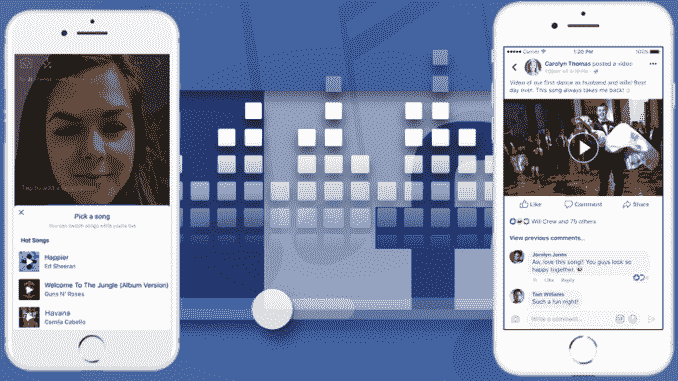 Pick a song
You can switch songs while you're live
Hot Songs
Happier
Ed Sheeran
Welcome To The Jungle (Album Version)
Guns N' Roses
Havana
Camila Cabello
1:20 PM
Carolyn Thomas posted a video
Video of our first dance as husband and wife! Best
day ever. This song always takes me back!
Like
Comment
Share
Will Crew and 75 others
View previous comments...
Jocelyn Jones
Aw, love this song! You guys look so
happy together
Like Reply
Tom Williams
Such a fun night!
Write a comment...